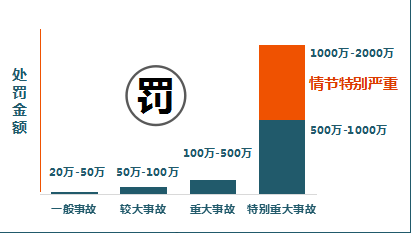 处罚金额
罚
1000万-2000万
情节特别严重
500万-1000万
100万-500万
20万-50万
50万-100万
一般事故
较大事故
重大事故
特别重大事故